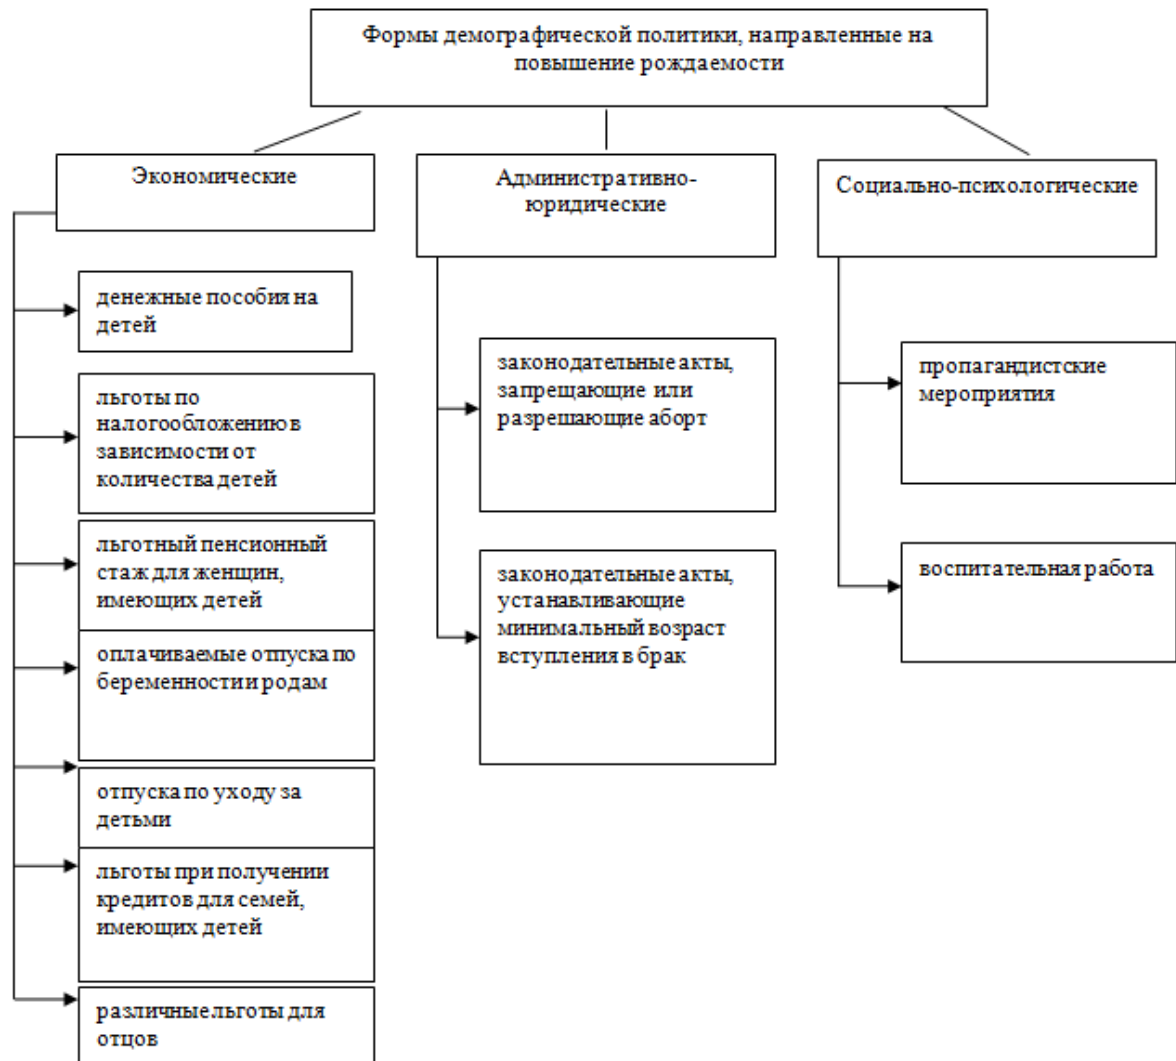 Формы демографической политики, направленные на
повышение рождаемости
Экономические
денежные пособия на
детей
льготы по
налогообложению в
зависимости от
количества детей
льготный пенсионный
стаж для женщин,
имеющих детей
оплачиваемые отпуска по
беременности и родам
отпуска по уходу за
детьми
льготы при получении
кредитов для семей,
имеющих детей
различные льготы для
отцов
Административно-
юридические
законодательные акты,
запрещающие или
разрешающие аборт
законодательные акты,
устанавливающие
минимальный возраст
вступления в брак
Социально-психологические
пропагандистские
мероприятия
воспитательная работа